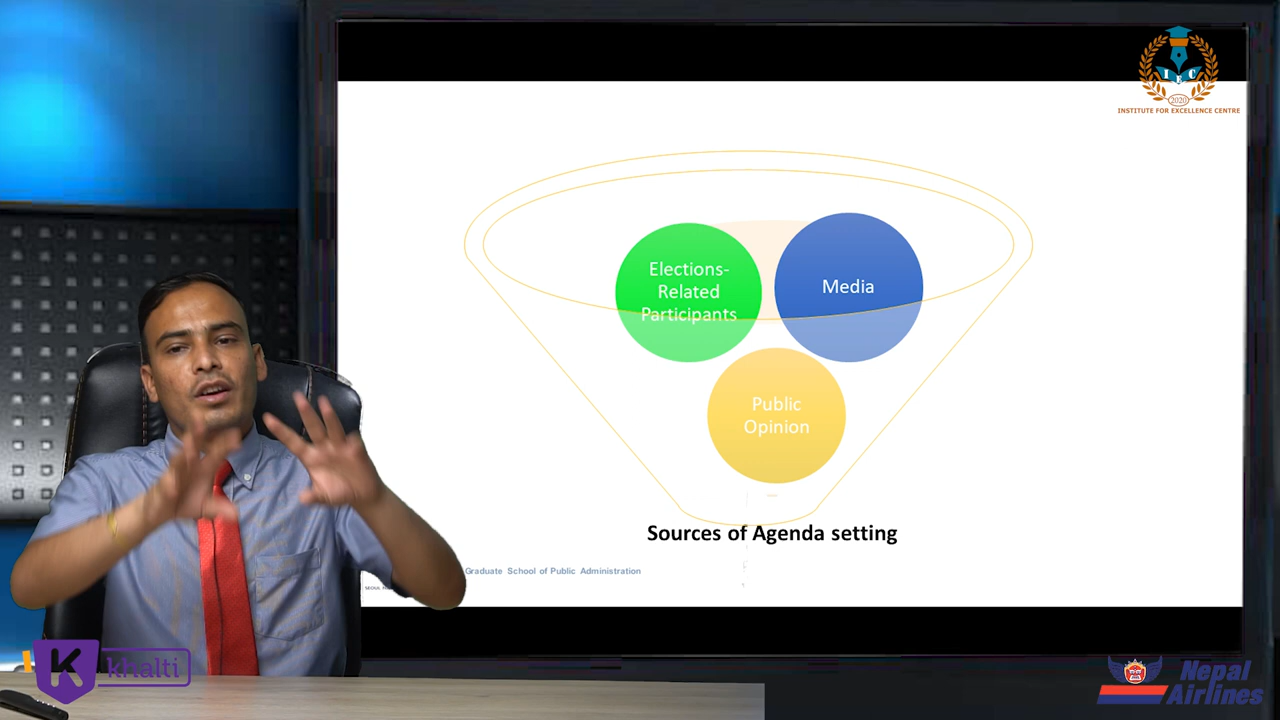 I E C
2020
INSTITUTE FOR EXCELLENCE CENTRE
Elections-
Related
Participants
Media
Public
Opinion
Sources of Agenda setting
Graduate School of Public Administration
K khalti
Nepal
Airlines